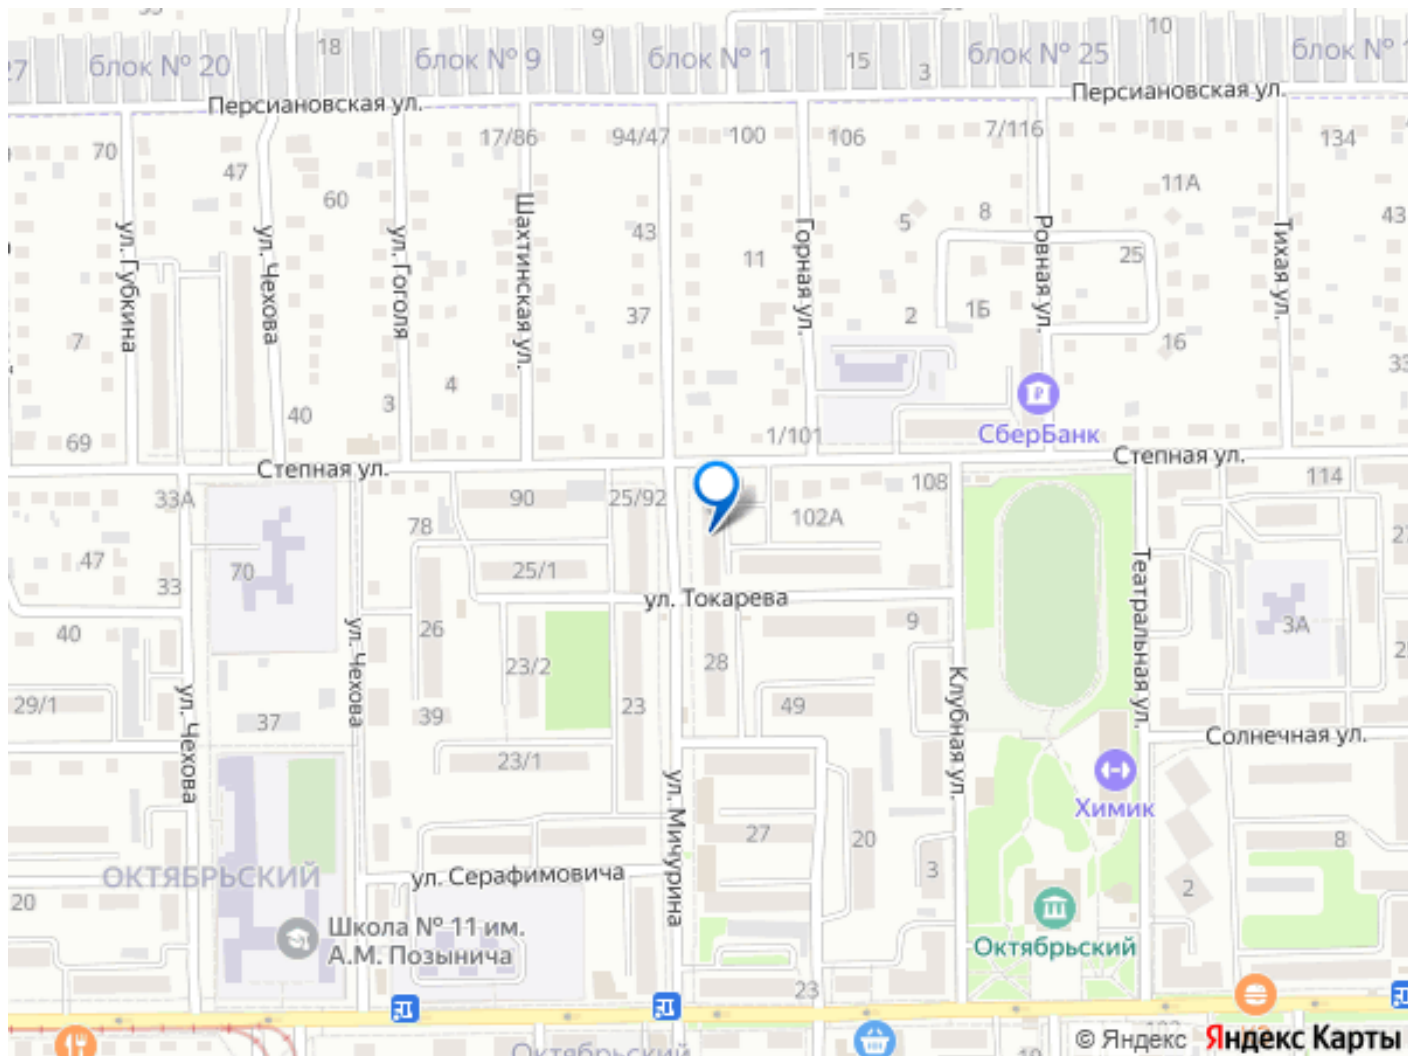 9
10
18
блок № 20
блок № 9
блок № 1
15
3
блок № 25
блок № 1
27
Персиановская ул.
Персиановская ул.
70
47
17/86
94/47
100
106
7/116
134
60
11А
43
5
8
43
11
25
ул. Губкина
ул. Чехова
ул. Гоголя
Шахтинская ул.
Горная ул.
Ровная ул.
Тихая ул.
37
2
1Б
7
16
33
4
40
3
69
1/101
СберБанк
Степная ул.
Степная ул.
33А
90
25/92
108
114
78
102А
47
25/1
70
33
ул. Токарева
40
26
9
3А
23/2
28
ул. Чехова
Клубная ул.
Театральная ул.
29/1
37
39
23
49
ул. Чехова
Солнечная ул.
23/1
ул. Мичурина
Химик
27
20
8
ОКТЯБРЬСКИЙ
ул. Серафимовича
3
2
20
Школа № 11 им.
А.М. Позынича
Октябрьский
23
Октябрьский
© Яндекс Яндекс Карты